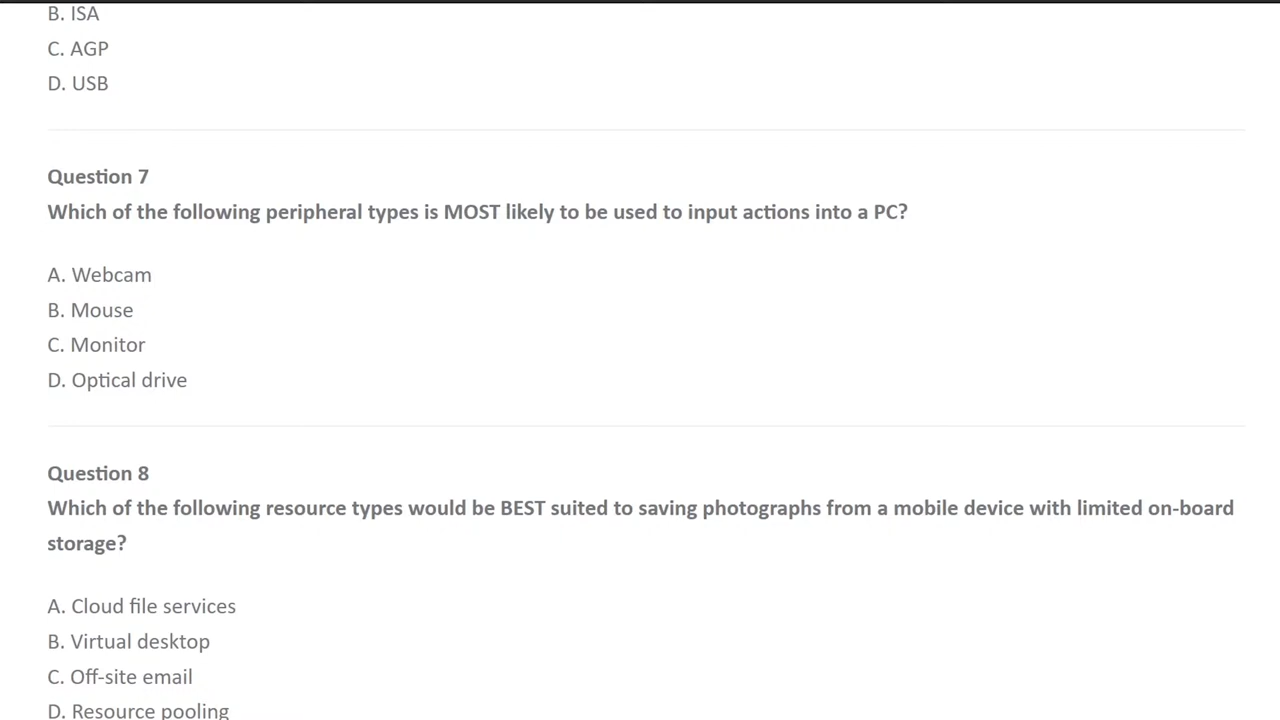 B. ISA
C. AGP
D. USB
Question 7
Which of the following peripheral types is MOST likely to be used to input actions into a PC?
A. Webcam
B. Mouse
C. Monitor
D. Optical drive
Question 8
Which of the following resource types would be BEST suited to saving photographs from a mobile device with limited on-board
storage?
A. Cloud file services
B. Virtual desktop
C. Off-site email
D. Resource pooling